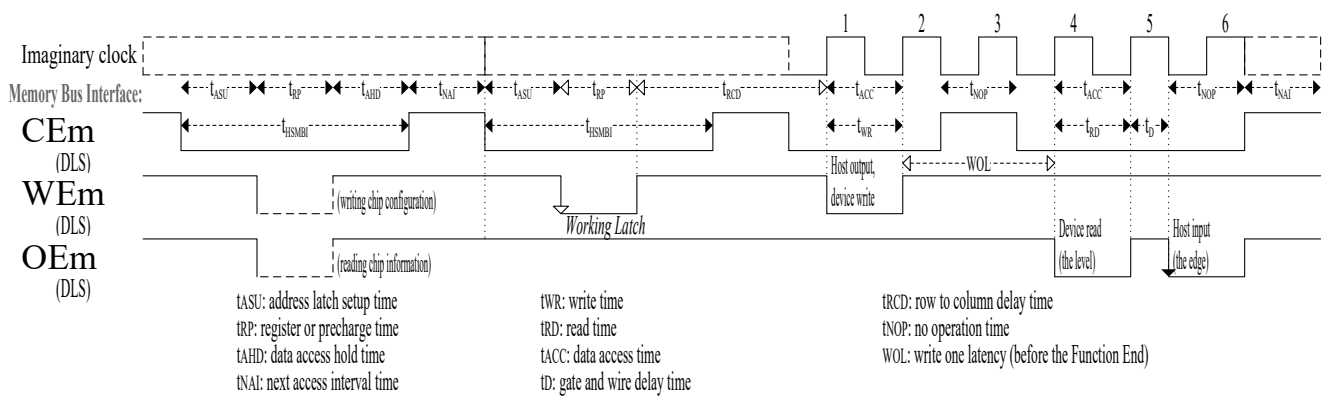 1 2 3 4 5 6
Imaginary clock
Memory Bus Interface: tASU tRP tAHD tNAI tASU tRP tRCD tACC tNOP tACC tNOP tNAI
CEm tHSMBI tHSMBI tWR tRD tD
(DLS)
WOL
WEm
(DLS)
(writing chip configuration)
Working Latch
Host output,
device write
OEm
(DLS)
(reading chip information)
Device read
(the level)
Host input
(the edge)
tASU: address latch setup time
tRP: register or precharge time
tAHD: data access hold time
tNAI: next access interval time
tWR: write time
tRD: read time
tACC: data access time
tD: gate and wire delay time
tRCD: row to column delay time
tNOP: no operation time
WOL: write one latency (before the Function End)